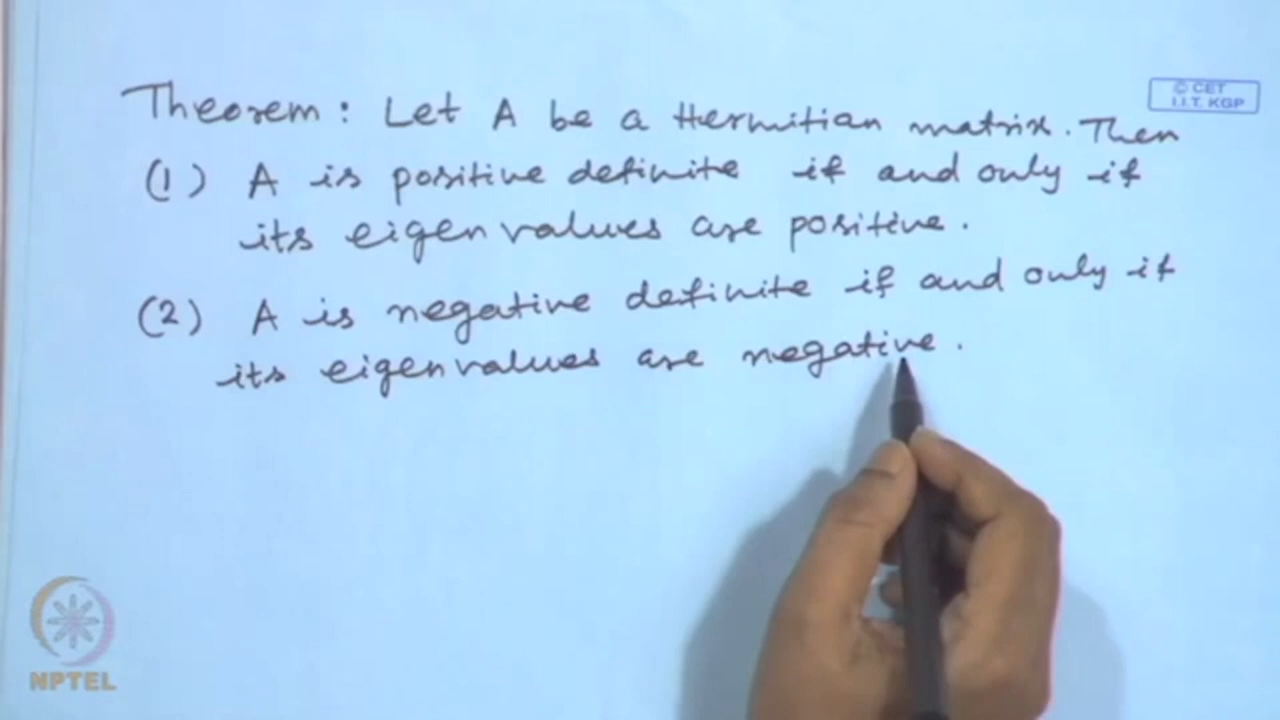 © CET
I.I.T. KGP
Theorem: Let A be a Hermitian matrix. Then
(1) A is positive definite if and only if
its eigenvalues are positive.
(2) A is negative definite if and only if
its eigenvalues are negative.
NPTEL